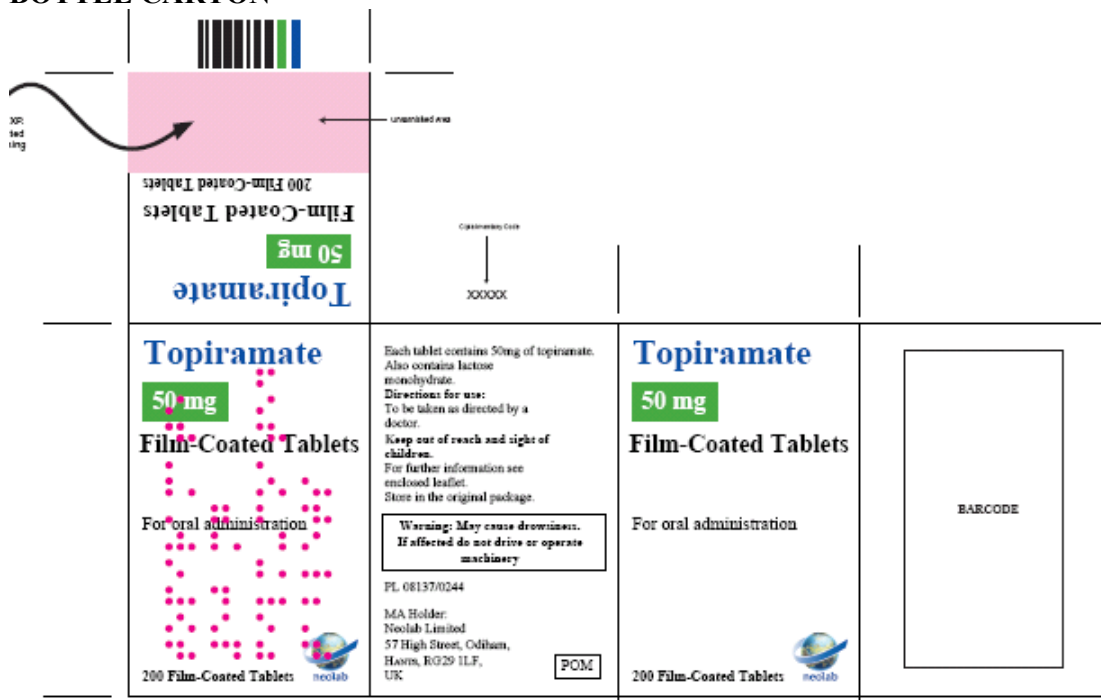 BOTTLE CARTON
XP.
unvarnished Area
200 Film-Coated Tablets
Film-Coated Tablets
50 mg
Topiramate
XXXXX
Topiramate
50 mg
Film-Coated Tablets
For oral administration
200 Film-Coated Tablets
neolab
Each tablet contains 50mg of topiramate.
Also contains lactose
monohydrate.
Directions for use:
To be taken as directed by a
doctor.
Keep out of reach and sight of
children.
For further information see
enclosed leaflet.
Store in the original package.
Warning: May cause drowsiness.
If affected do not drive or operate
machinery
PL 08137/0244
MA Holder:
Neolab Limited
57 High Street, Odiham,
Hants, RG29 1LF,
UK
POM
Topiramate
50 mg
Film-Coated Tablets
For oral administration
200 Film-Coated Tablets
neolab
BARCODE